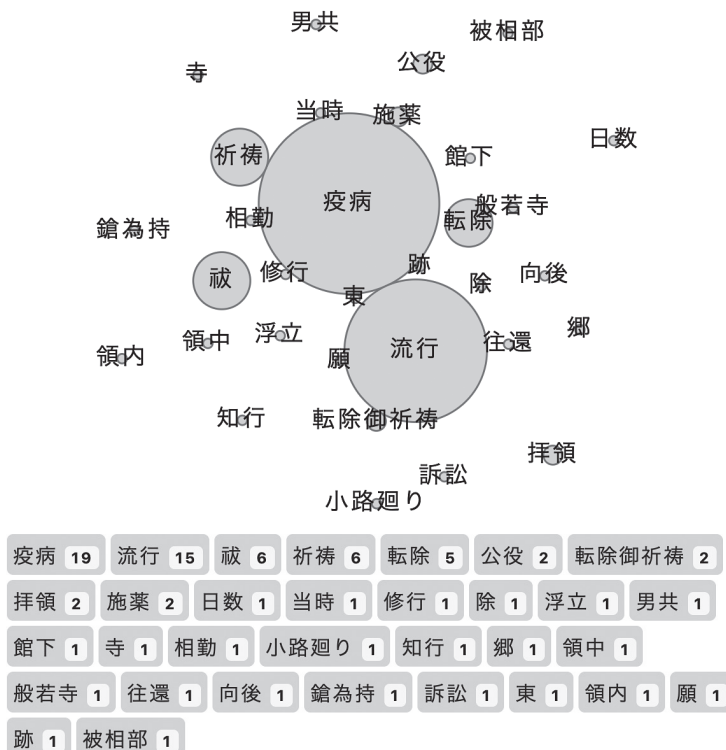 男共
被相部
公役
寺
当時
施薬
日数
館下
祈祷
疫病
般若寺
相勤
転除
鎗為持
跡
修行
向後
祓
除
東
郷
浮立
領中
往還
流行
領内
願
知行
転除御祈祷
拝領
訴訟
小路廻り
疫病 19 流行 15 祓 6 祈祷 6 転除 5 公役 2 転除御祈祷 2
拝領 2 施薬 2 日数 1 当時 1 修行 1 除 1 浮立 1 男共 1
館下 1 寺 1 相勤 1 小路廻り 1 知行 1 郷 1 領中 1
般若寺 1 往還 1 向後 1 鎗為持 1 訴訟 1 東 1 領内 1 願 1
跡 1 被相部 1